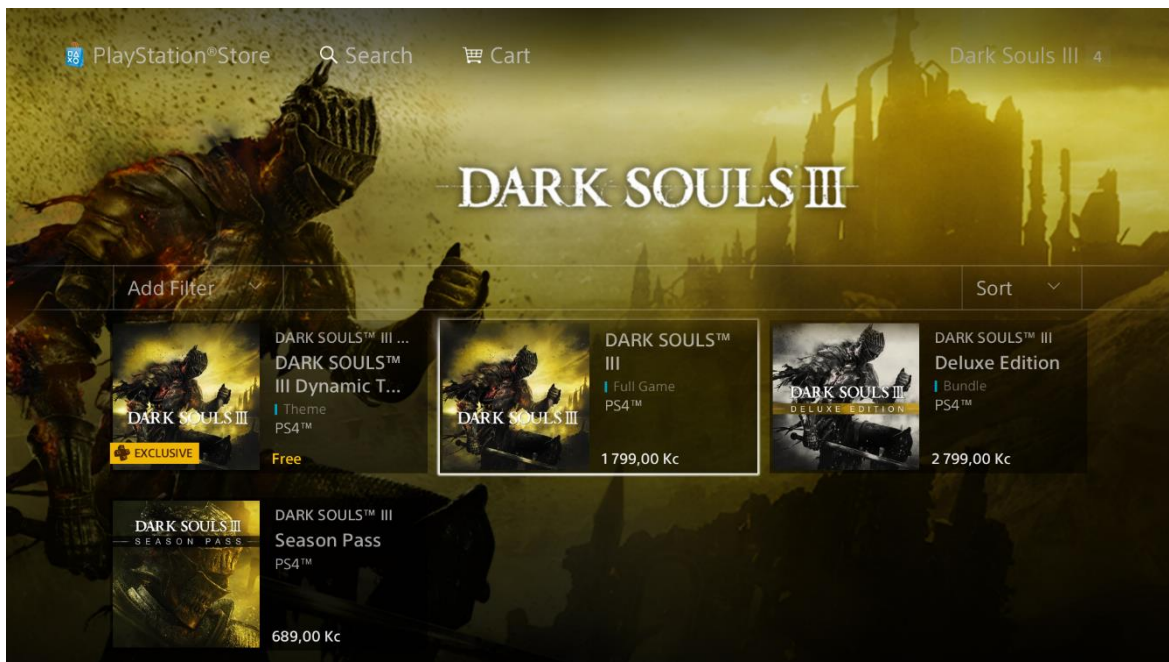 PlayStation®Store
Search
Cart
Dark Souls III 4
DARK SOULS III
Add Filter
Sort
DARK SOULS III
EXCLUSIVE
DARK SOULS™ III ...
DARK SOULS™
III Dynamic T...
Theme
PS4™
Free
DARK SOULS III
DARK SOULS™
III
Full Game
PS4™
1 799,00 Kc
DARK SOULS III
DELUXE EDITION
DARK SOULS™ III
Deluxe Edition
Bundle
PS4™
2 799,00 Kc
DARK SOULS III
SEASON PASS
DARK SOULS™ III
Season Pass
PS4™
689,00 Kc